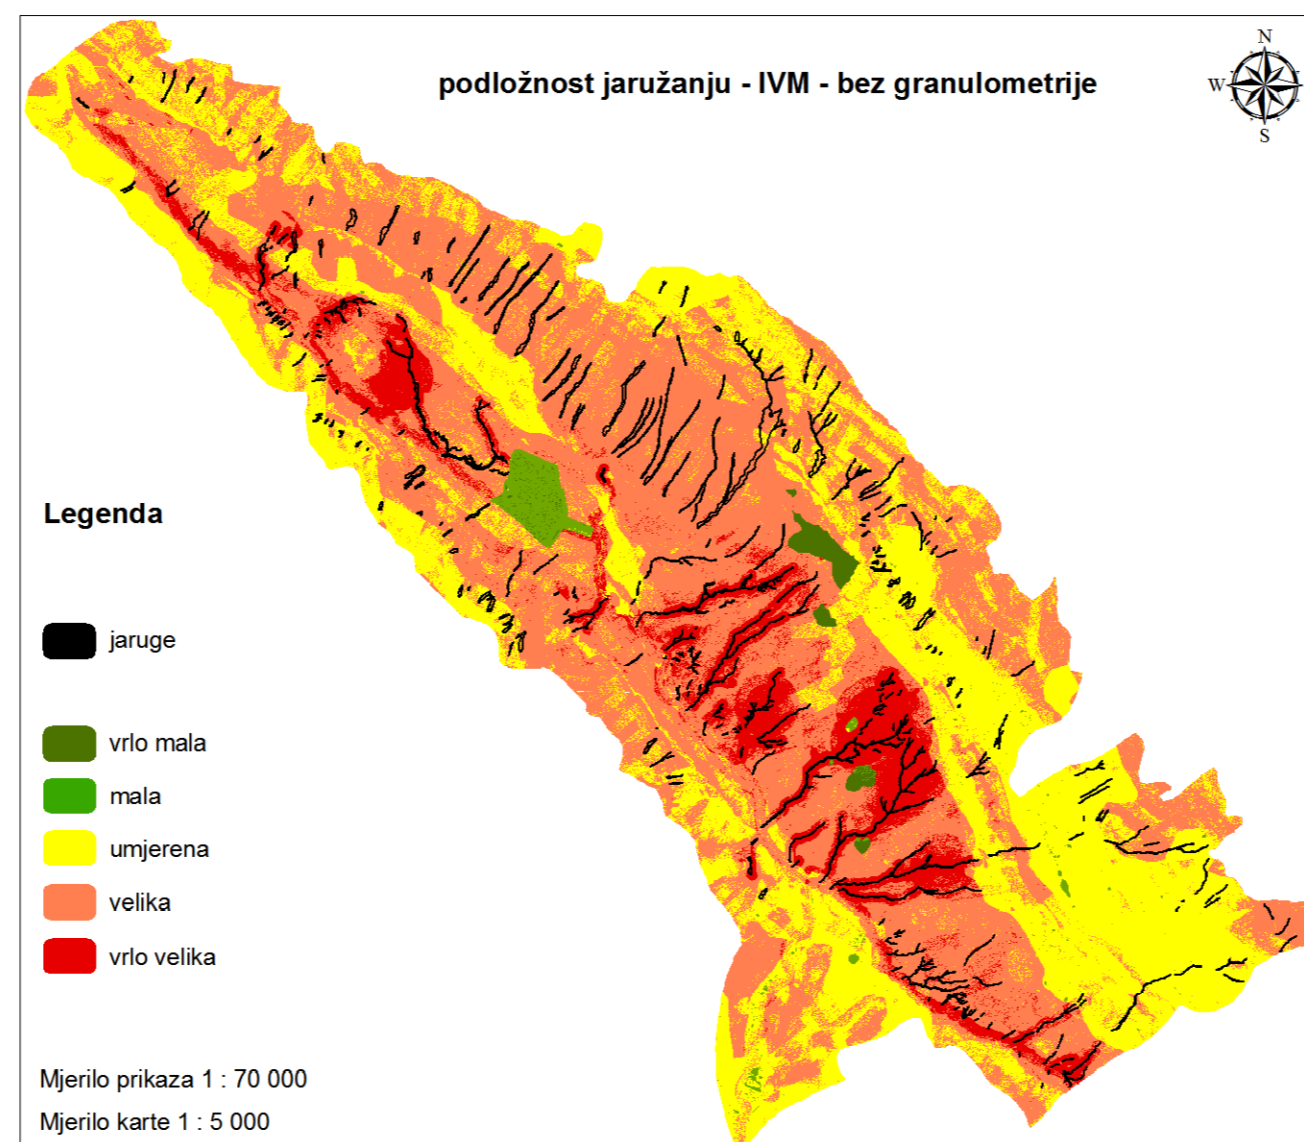 podložnost jaružanju - IVM - bez granulometrije
N
W
S
Legenda
jaruge
vrlo mala
mala
umjerena
velika
vrlo velika
Mjerilo prikaza 1 : 70 000
Mjerilo karte 1 : 5 000